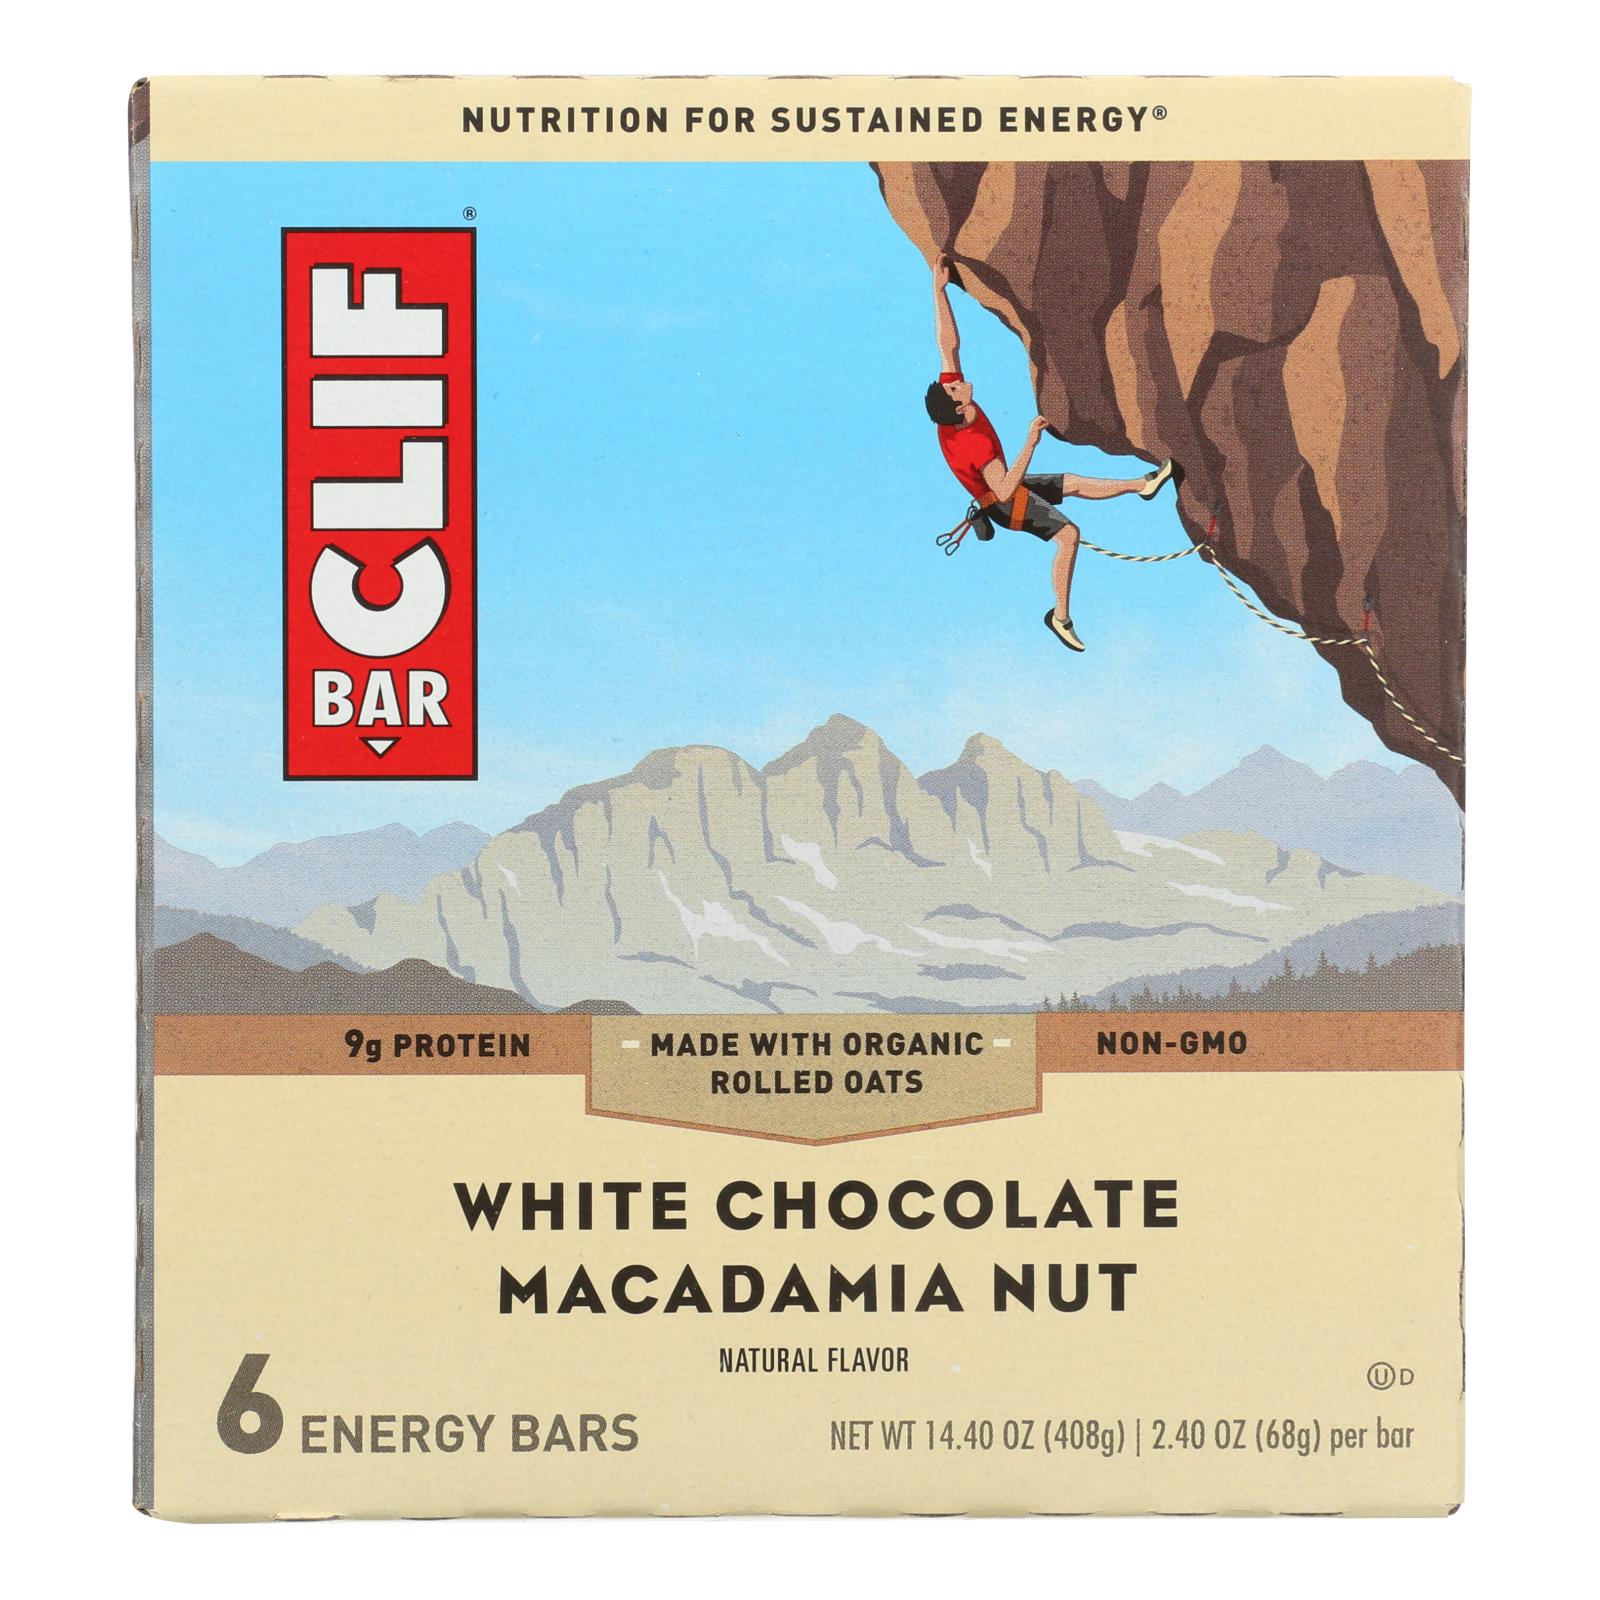 NUTRITION FOR SUSTAINED ENERGY®
CLIF®
BAR
9g PROTEIN
MADE WITH ORGANIC
ROLLED OATS
NON-GMO
WHITE CHOCOLATE
MACADAMIA NUT
NATURAL FLAVOR
U D
6 ENERGY BARS
NET WT 14.40 OZ (408g) | 2.40 OZ (68g) per bar